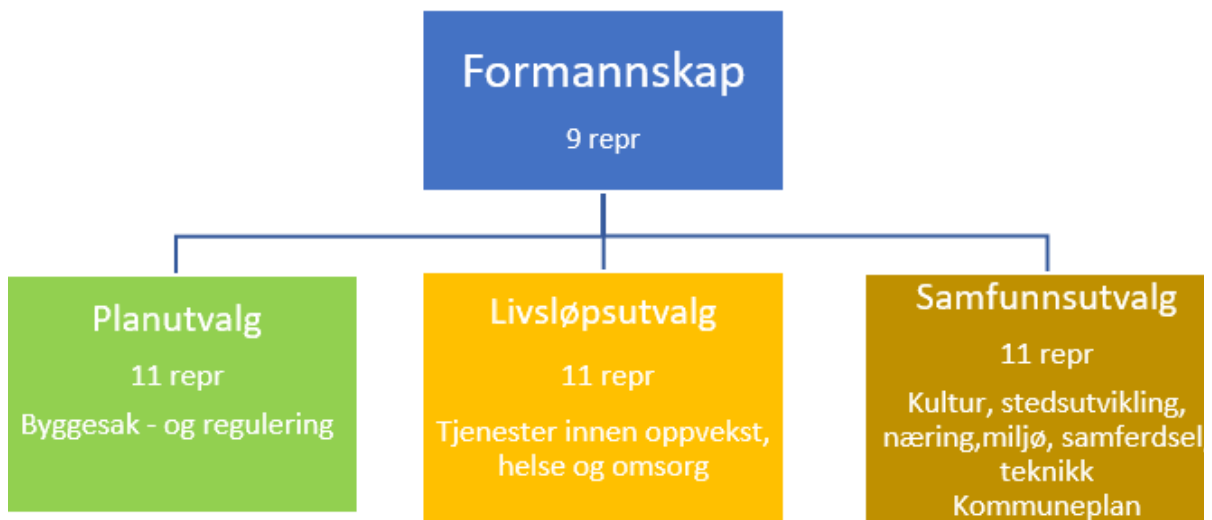 Formannskap
9 repr
Planutvalg
11 repr
Byggesak - og regulering
Livsløpsutvalg
11 repr
Tjenester innen oppvekst,
helse og omsorg
Samfunnsutvalg
11 repr
Kultur, stedsutvikling,
næring,miljø, samferdsel,
teknikk
Kommuneplan